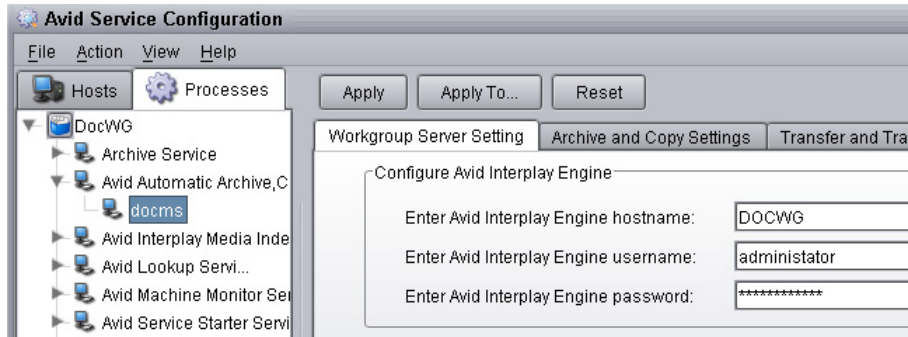 Avid Service Configuration
File Action View Help
Hosts Processes
Apply Apply To... Reset
DocWG
Archive Service
Avid Automatic Archive,C
docms
Avid Interplay Media Inde
Avid Lookup Servi...
Avid Machine Monitor Ser
Avid Service Starter Servi
Workgroup Server Setting Archive and Copy Settings Transfer and Tra
Configure Avid Interplay Engine
Enter Avid Interplay Engine hostname: DOCWG
Enter Avid Interplay Engine username: administator
Enter Avid Interplay Engine password: ************